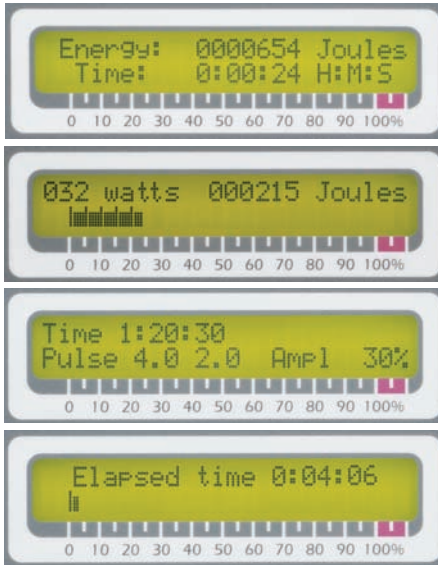 Energy: 0000654 Joules
Time: 0:00:24 H:M:S
0 10 20 30 40 50 60 70 80 90 100%
032 watts 000215 Joules
0 10 20 30 40 50 60 70 80 90 100%
Time 1:20:30
Pulse 4.0 2.0 Ampl 30%
0 10 20 30 40 50 60 70 80 90 100%
Elapsed time 0:04:06
0 10 20 30 40 50 60 70 80 90 100%